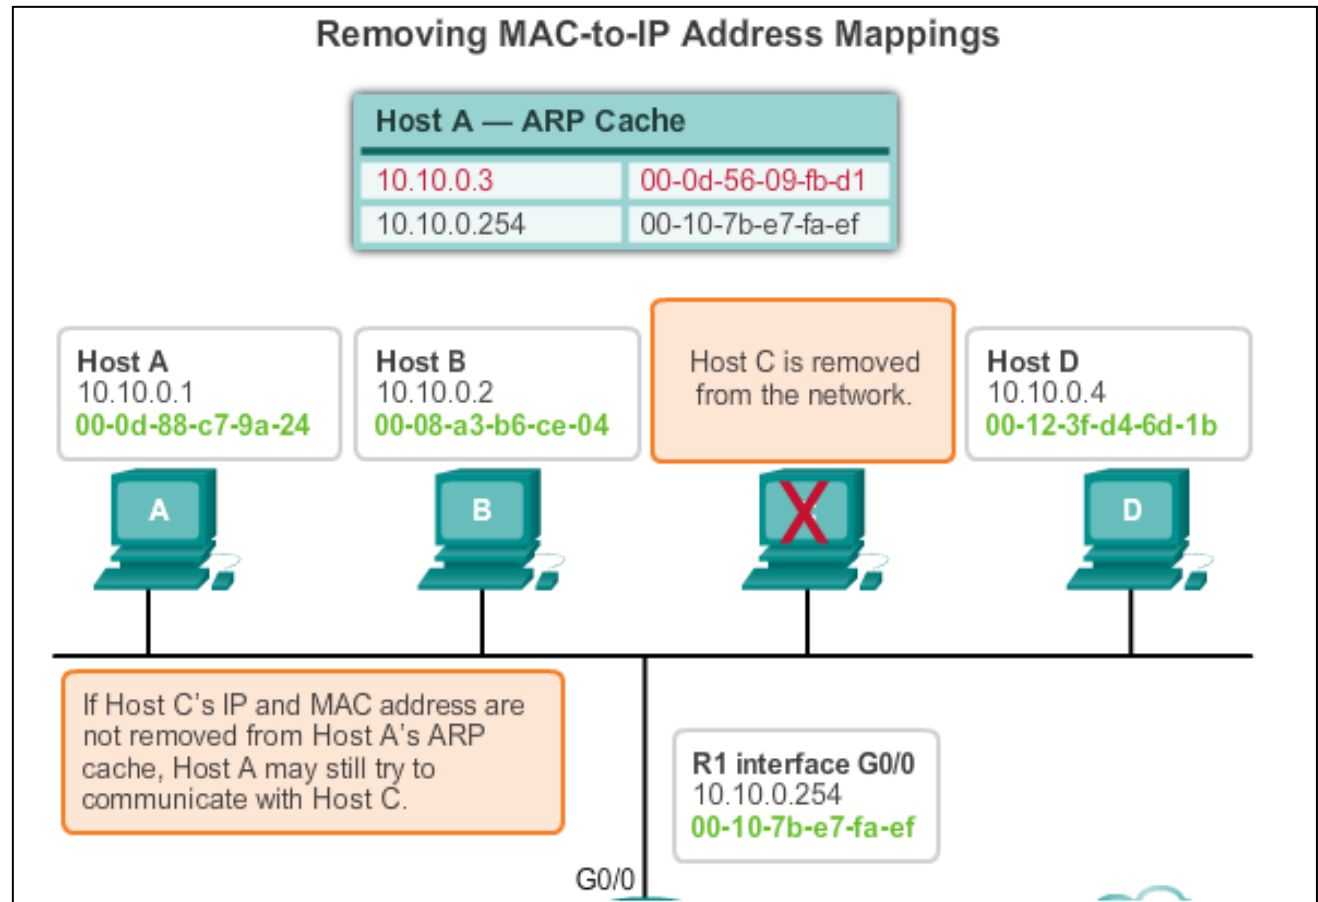 Removing MAC-to-IP Address Mappings
Host A — ARP Cache
10.10.0.3 00-0d-56-09-fb-d1
10.10.0.254 00-10-7b-e7-fa-ef
Host A
10.10.0.1
00-0d-88-c7-9a-24
Host B
10.10.0.2
00-08-a3-b6-ce-04
Host C is removed
from the network.
Host D
10.10.0.4
00-12-3f-d4-6d-1b
A
B
X
D
If Host C's IP and MAC address are
not removed from Host A's ARP
cache, Host A may still try to
communicate with Host C.
R1 interface G0/0
10.10.0.254
00-10-7b-e7-fa-ef
G0/0